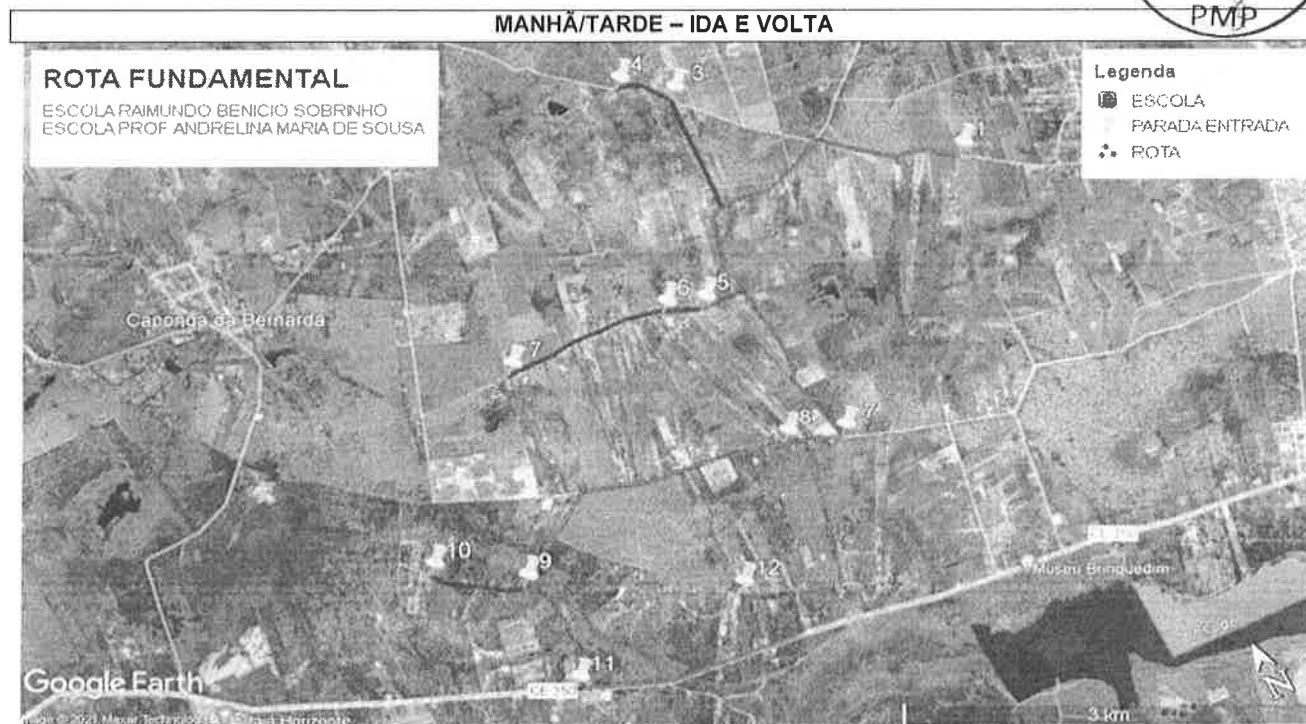 PMP
MANHÃ/TARDE – IDA E VOLTA
ROTA FUNDAMENTAL
ESCOLA RAIMUNDO BENICIO SOBRINHO
ESCOLA PROF ANDRELINA MARIA DE SOUSA
Legenda
ESCOLA
PARADA ENTRADA
ROTA
4
3
1
6
5
Caponga da Bernarda
7
8
7
10
9
12
Museu Brinquedim
11
Google Earth
Horizonte
N
3 km